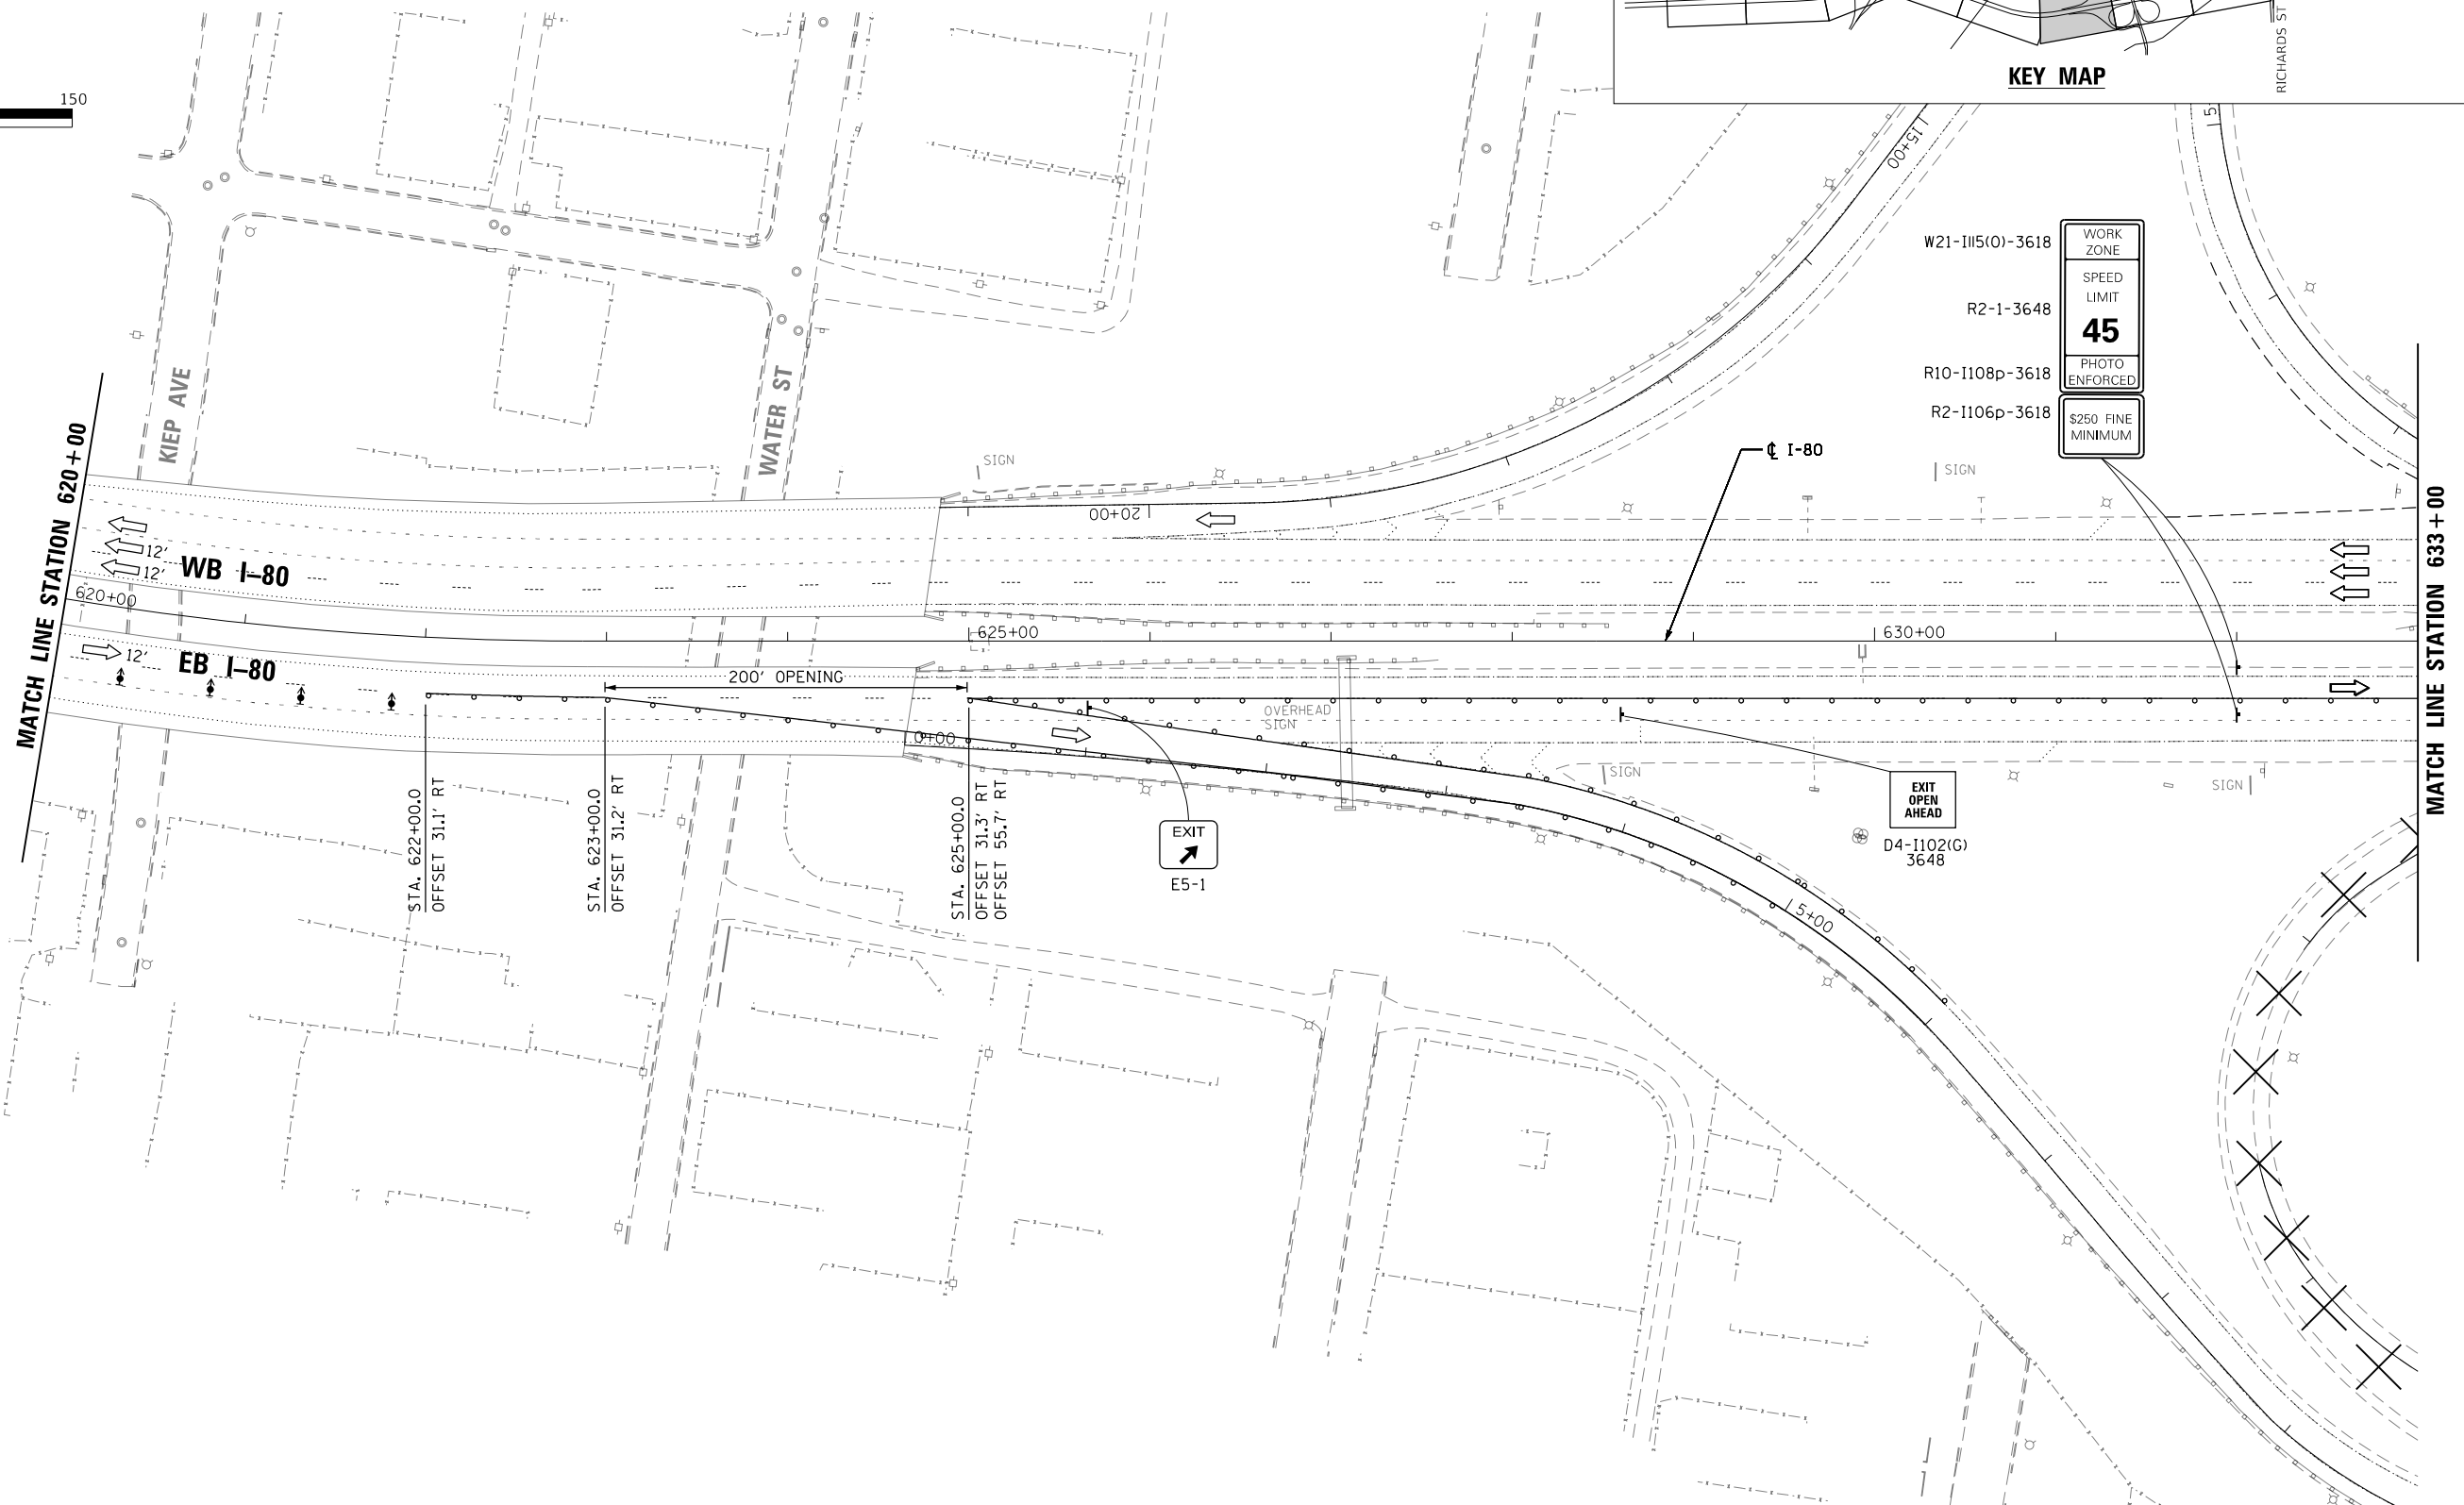 150
KEY MAP
RICHARDS ST
15+00
5
W21-I115(O)-3618
WORK
ZONE
R2-1-3648
SPEED
LIMIT
45
R10-I108p-3618
PHOTO
ENFORCED
R2-I106p-3618
$250 FINE
MINIMUM
MATCH LINE STATION 620+00
KIEP AVE
WATER ST
SIGN
℄ I-80
SIGN
20+00
12'
12'
WB I-80
620+00
625+00
630+00
MATCH LINE STATION 633+00
12'
EB I-80
200' OPENING
OVERHEAD
SIGN
0+00
STA. 622+00.0
OFFSET 31.1' RT
STA. 623+00.0
OFFSET 31.2' RT
STA. 625+00.0
OFFSET 31.3' RT
OFFSET 55.7' RT
EXIT
E5-1
SIGN
EXIT
OPEN
AHEAD
D4-I102(G)
3648
SIGN
5+00